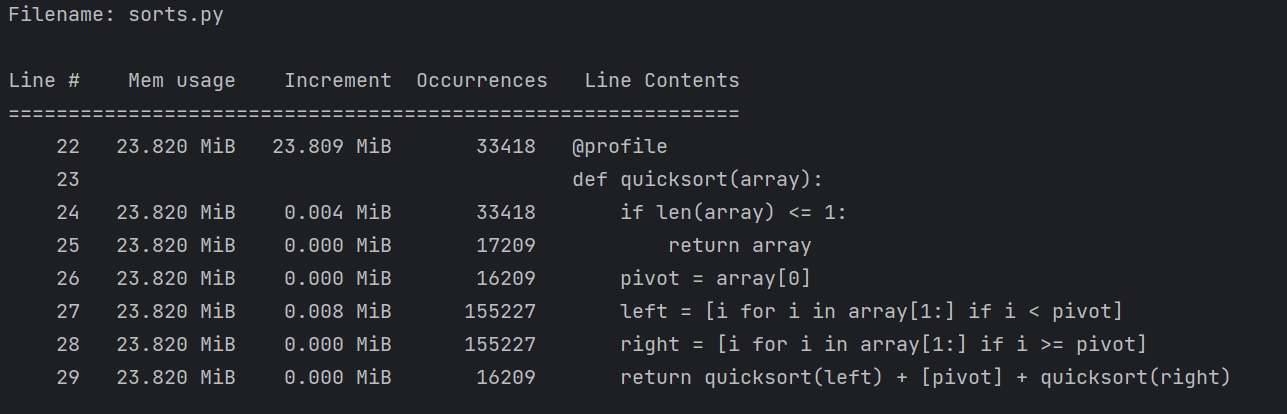 Filename: sorts.py
Line #    Mem usage    Increment  Occurrences   Line Contents
=============================================================
    22   23.820 MiB   23.809 MiB       33418   @profile
    23                                         def quicksort(array):
    24   23.820 MiB    0.004 MiB       33418       if len(array) <= 1:
    25   23.820 MiB    0.000 MiB       17209           return array
    26   23.820 MiB    0.000 MiB       16209       pivot = array[0]
    27   23.820 MiB    0.008 MiB      155227       left = [i for i in array[1:] if i < pivot]
    28   23.820 MiB    0.000 MiB      155227       right = [i for i in array[1:] if i >= pivot]
    29   23.820 MiB    0.000 MiB       16209       return quicksort(left) + [pivot] + quicksort(right)